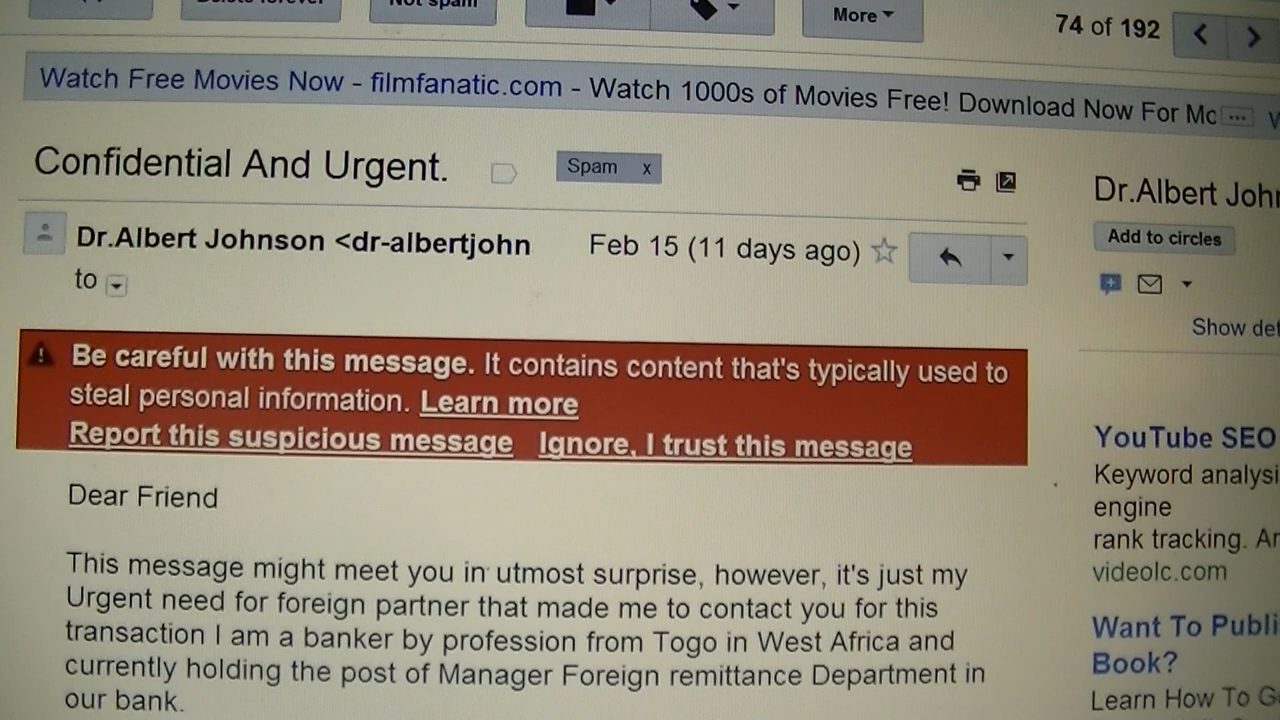 Delete forever
Not spam
More
74 of 192
Watch Free Movies Now - filmfanatic.com - Watch 1000s of Movies Free! Download Now For Mc ...
Confidential And Urgent.
Spam x
Dr.Albert Johnson <dr-albertjohn
Feb 15 (11 days ago)
to
Be careful with this message. It contains content that's typically used to
steal personal information. Learn more
Report this suspicious message Ignore, I trust this message
Dear Friend
This message might meet you in utmost surprise, however, it's just my
Urgent need for foreign partner that made me to contact you for this
transaction I am a banker by profession from Togo in West Africa and
currently holding the post of Manager Foreign remittance Department in
our bank.
Dr.Albert Joh
Add to circles
Show det
YouTube SEO
Keyword analysi
engine
rank tracking. Ar
videolc.com
Want To Publi
Book?
Learn How To G